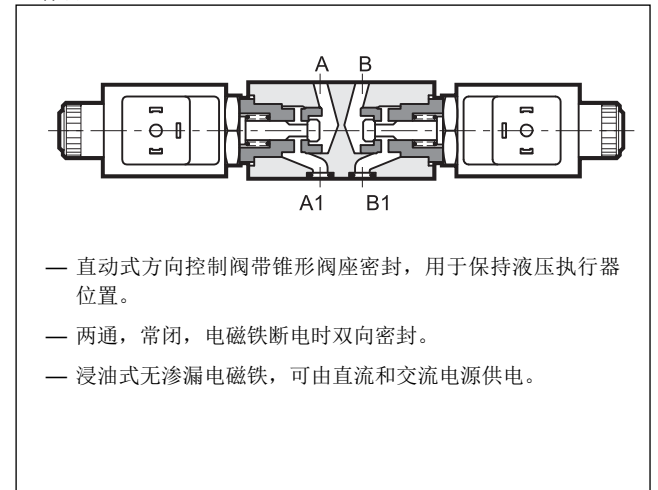 A B
A1 B1
— 直动式方向控制阀带锥形阀座密封，用于保持液压执行器
位置。
— 两通，常闭，电磁铁断电时双向密封。
— 浸油式无渗漏电磁铁，可由直流和交流电源供电。